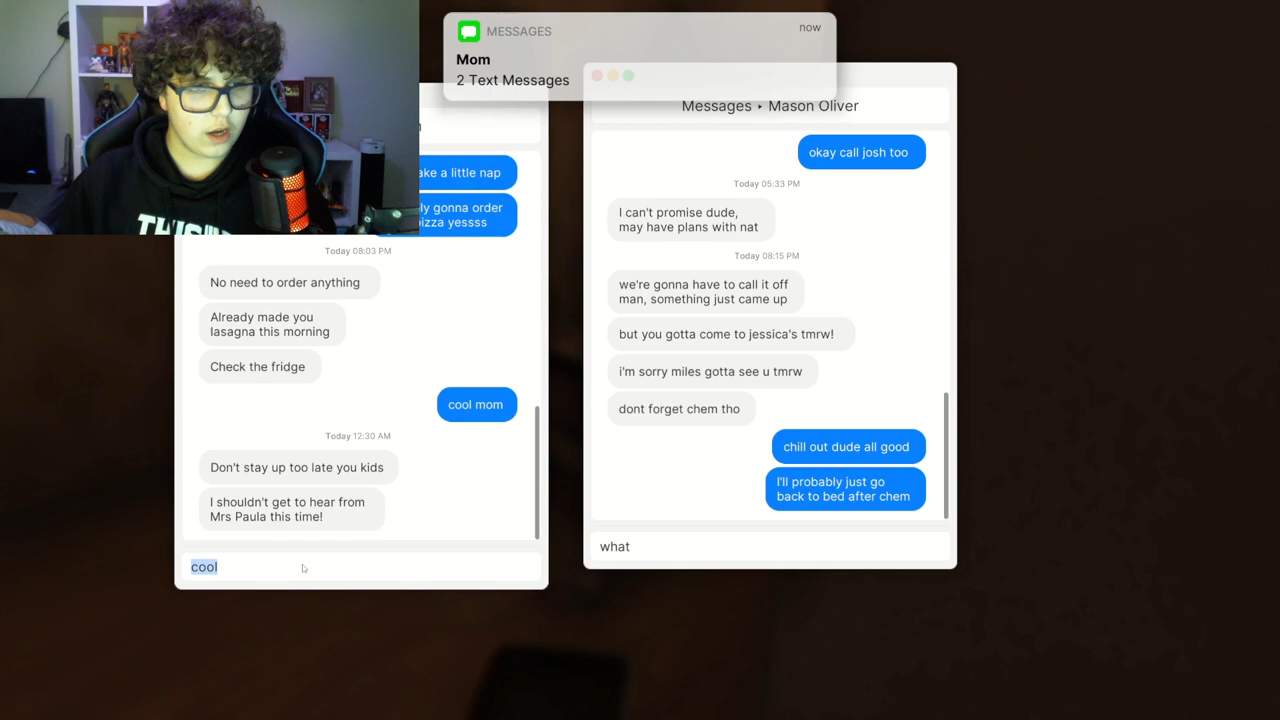 MESSAGES
now
Mom
2 Text Messages
ake a little nap
ly gonna order
izza yessss
Today 08:03 PM
No need to order anything
Already made you
lasagna this morning
Check the fridge
cool mom
Today 12:30 AM
Don't stay up too late you kids
I shouldn't get to hear from
Mrs Paula this time!
cool
Messages ‣ Mason Oliver
okay call josh too
Today 05:33 PM
I can't promise dude,
may have plans with nat
Today 08:15 PM
we're gonna have to call it off
man, something just came up
but you gotta come to jessica's tmrw!
i'm sorry miles gotta see u tmrw
dont forget chem tho
chill out dude all good
I'll probably just go
back to bed after chem
what